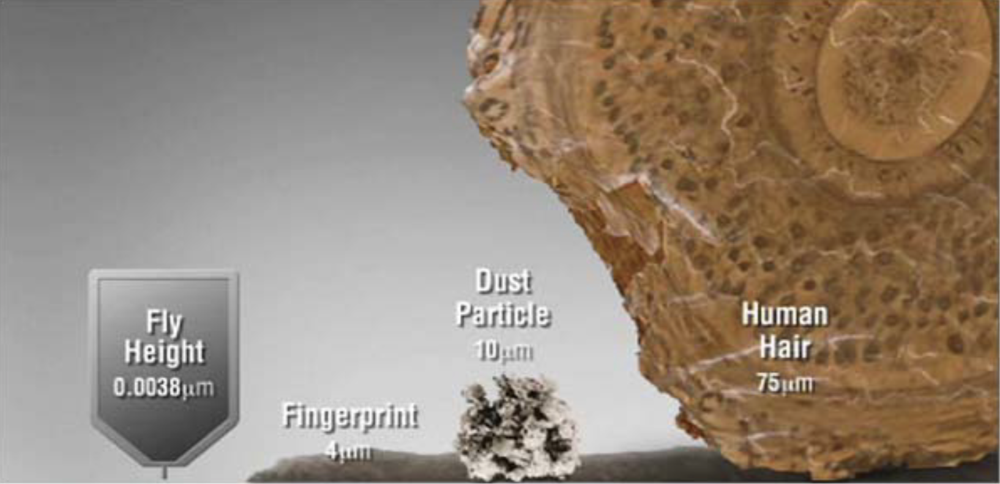 Fly
Height
0.0038μm
Fingerprint
4μm
Dust
Particle
10μm
Human
Hair
75μm